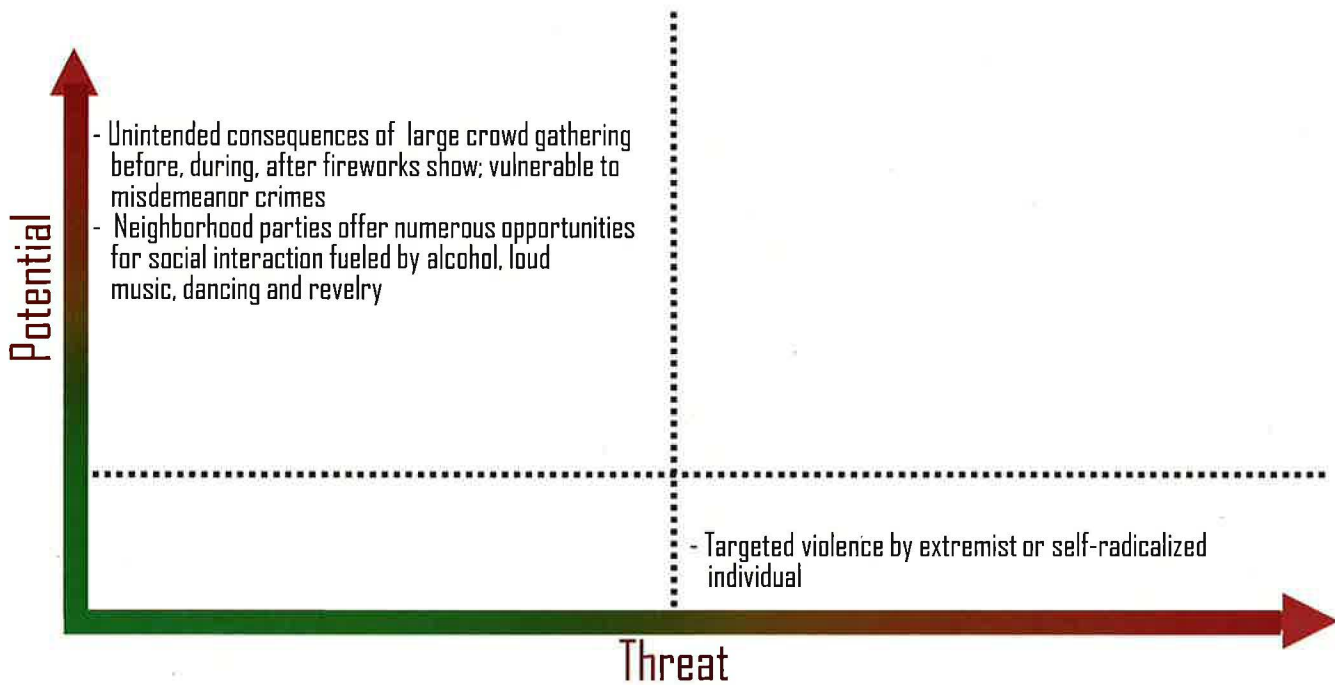 - Unintended consequences of large crowd gathering
before, during, after fireworks show; vulnerable to
misdemeanor crimes
- Neighborhood parties offer numerous opportunities
for social interaction fueled by alcohol, loud
music, dancing and revelry
Potential
- Targeted violence by extremist or self-radicalized
individual
Threat